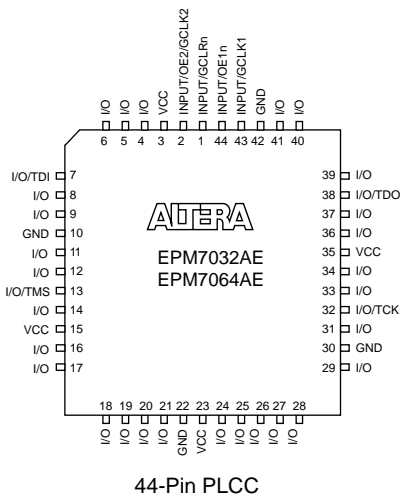 I/O
I/O
I/O
VCC
INPUT/OE2/GCLK2
INPUT/GCLRn
INPUT/OE1n
INPUT/GCLK1
GND
I/O
I/O
6 5 4 3 2 1 44 43 42 41 40
I/O/TDI 7
I/O 8
I/O 9
GND 10
I/O 11
I/O 12
I/O/TMS 13
I/O 14
VCC 15
I/O 16
I/O 17
ALTERA
EPM7032AE
EPM7064AE
39 I/O
38 I/O/TDO
37 I/O
36 I/O
35 VCC
34 I/O
33 I/O
32 I/O/TCK
31 I/O
30 GND
29 I/O
18 19 20 21 22 23 24 25 26 27 28
I/O
I/O
I/O
I/O
GND
VCC
I/O
I/O
I/O
I/O
I/O
44-Pin PLCC